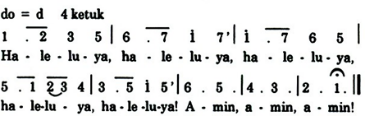 do = d 4 ketuk
1 . 2 3 5 | 6 . 7 i 7' | i . 7 6 5 |
Ha - le - lu - ya, ha - le - lu - ya, ha - le - lu - ya,
5 . i 2 3 4 | 3 . 5 i 5' | 6 . 5 . | 4 . 3 . | 2 . 1 . ||
ha - le-lu - ya, ha - le -lu-ya! A - min, a - min, a - min!